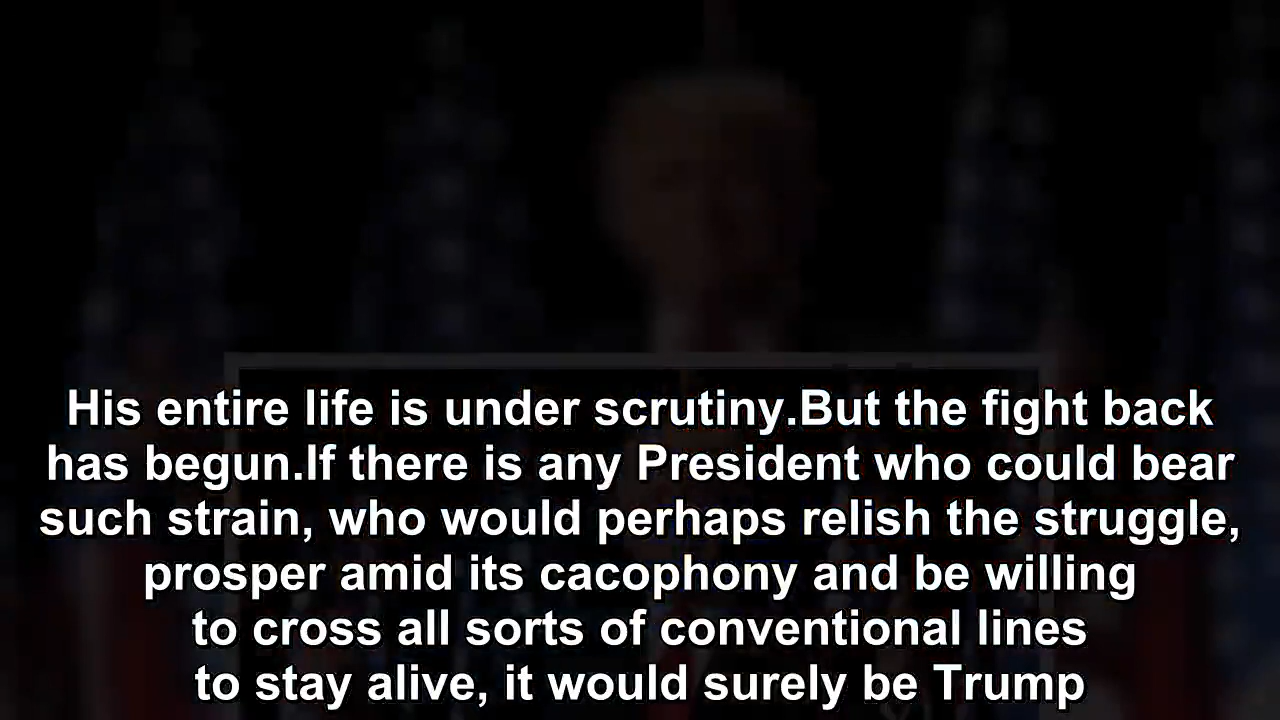 His entire life is under scrutiny.But the fight back
has begun.If there is any President who could bear
such strain, who would perhaps relish the struggle,
prosper amid its cacophony and be willing
to cross all sorts of conventional lines
to stay alive, it would surely be Trump